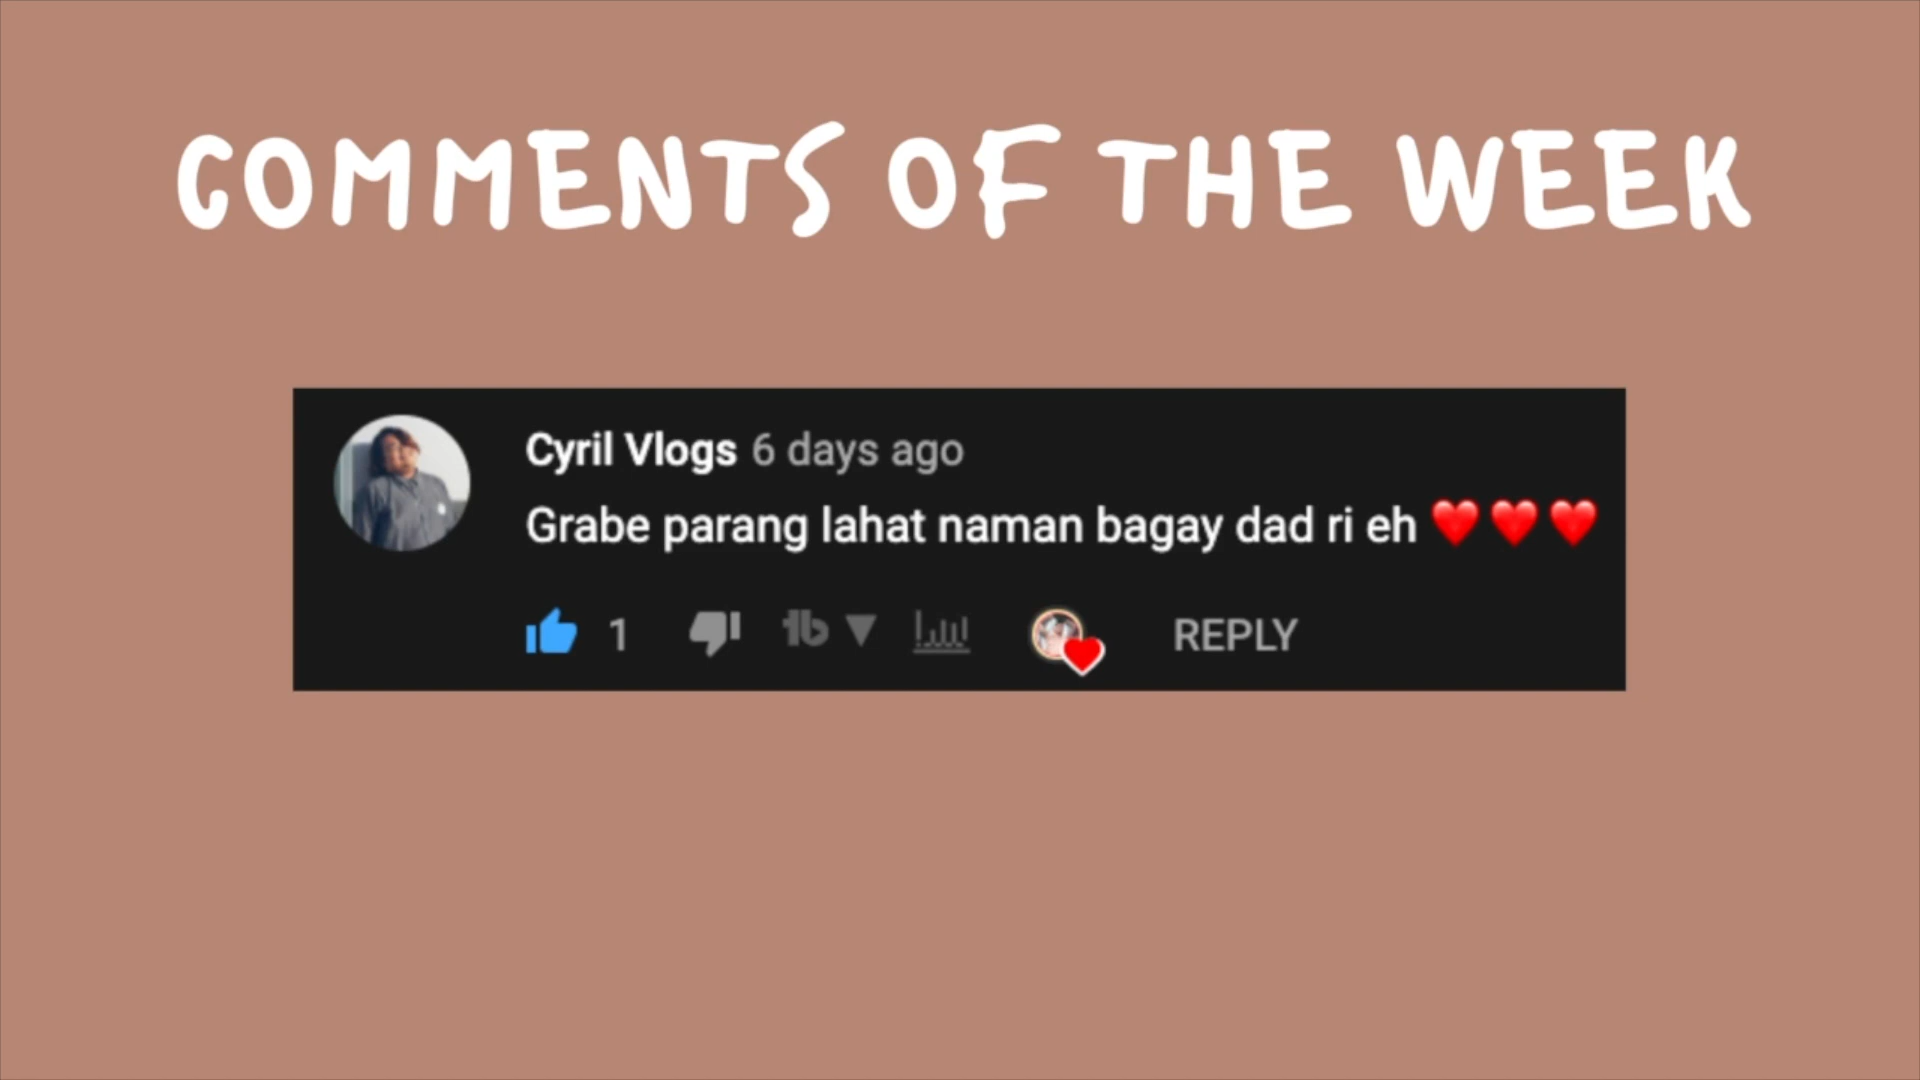 COMMENTS OF THE WEEK
Cyril Vlogs 6 days ago
Grabe parang lahat naman bagay dad ri eh ❤️❤️❤️
1 tb REPLY